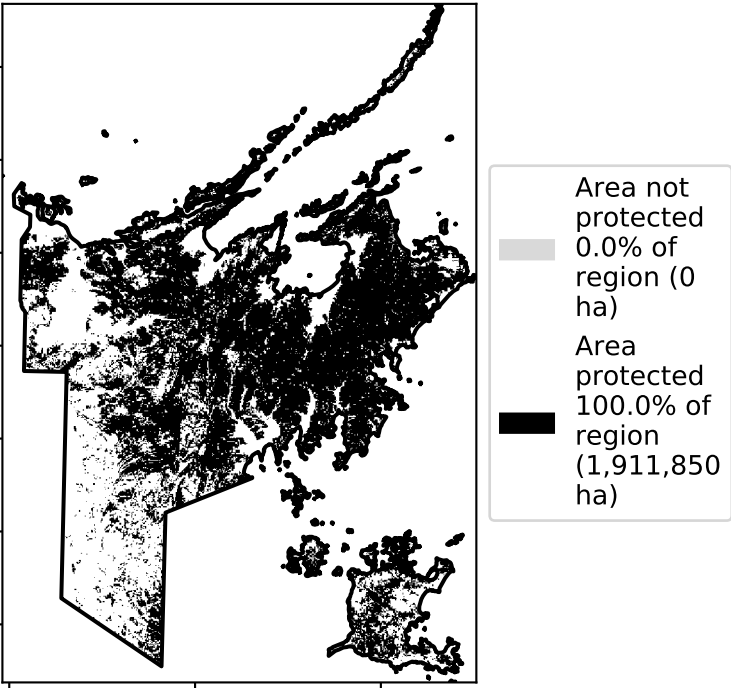 Area not
protected
0.0% of
region (0
ha)
Area
protected
100.0% of
region
(1,911,850
ha)